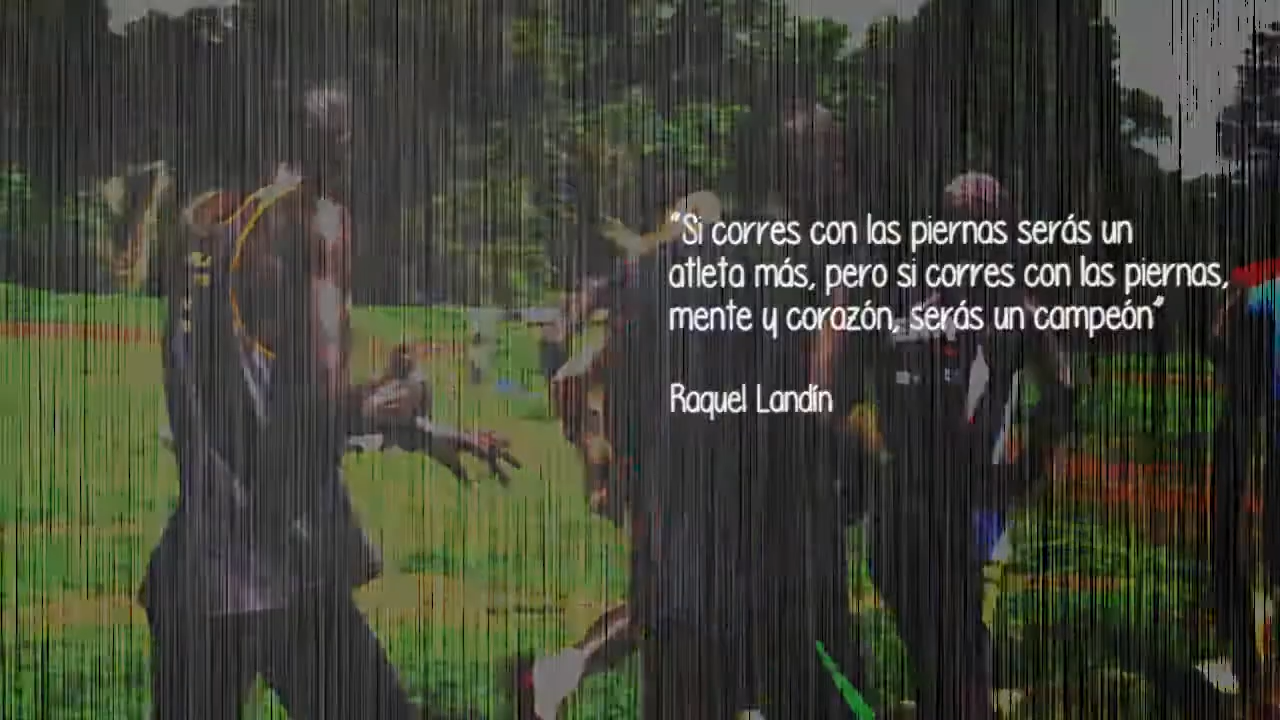 “Si corres con las piernas serás un
atleta más, pero si corres con las piernas,
mente y corazón, serás un campeón”
Raquel Landín